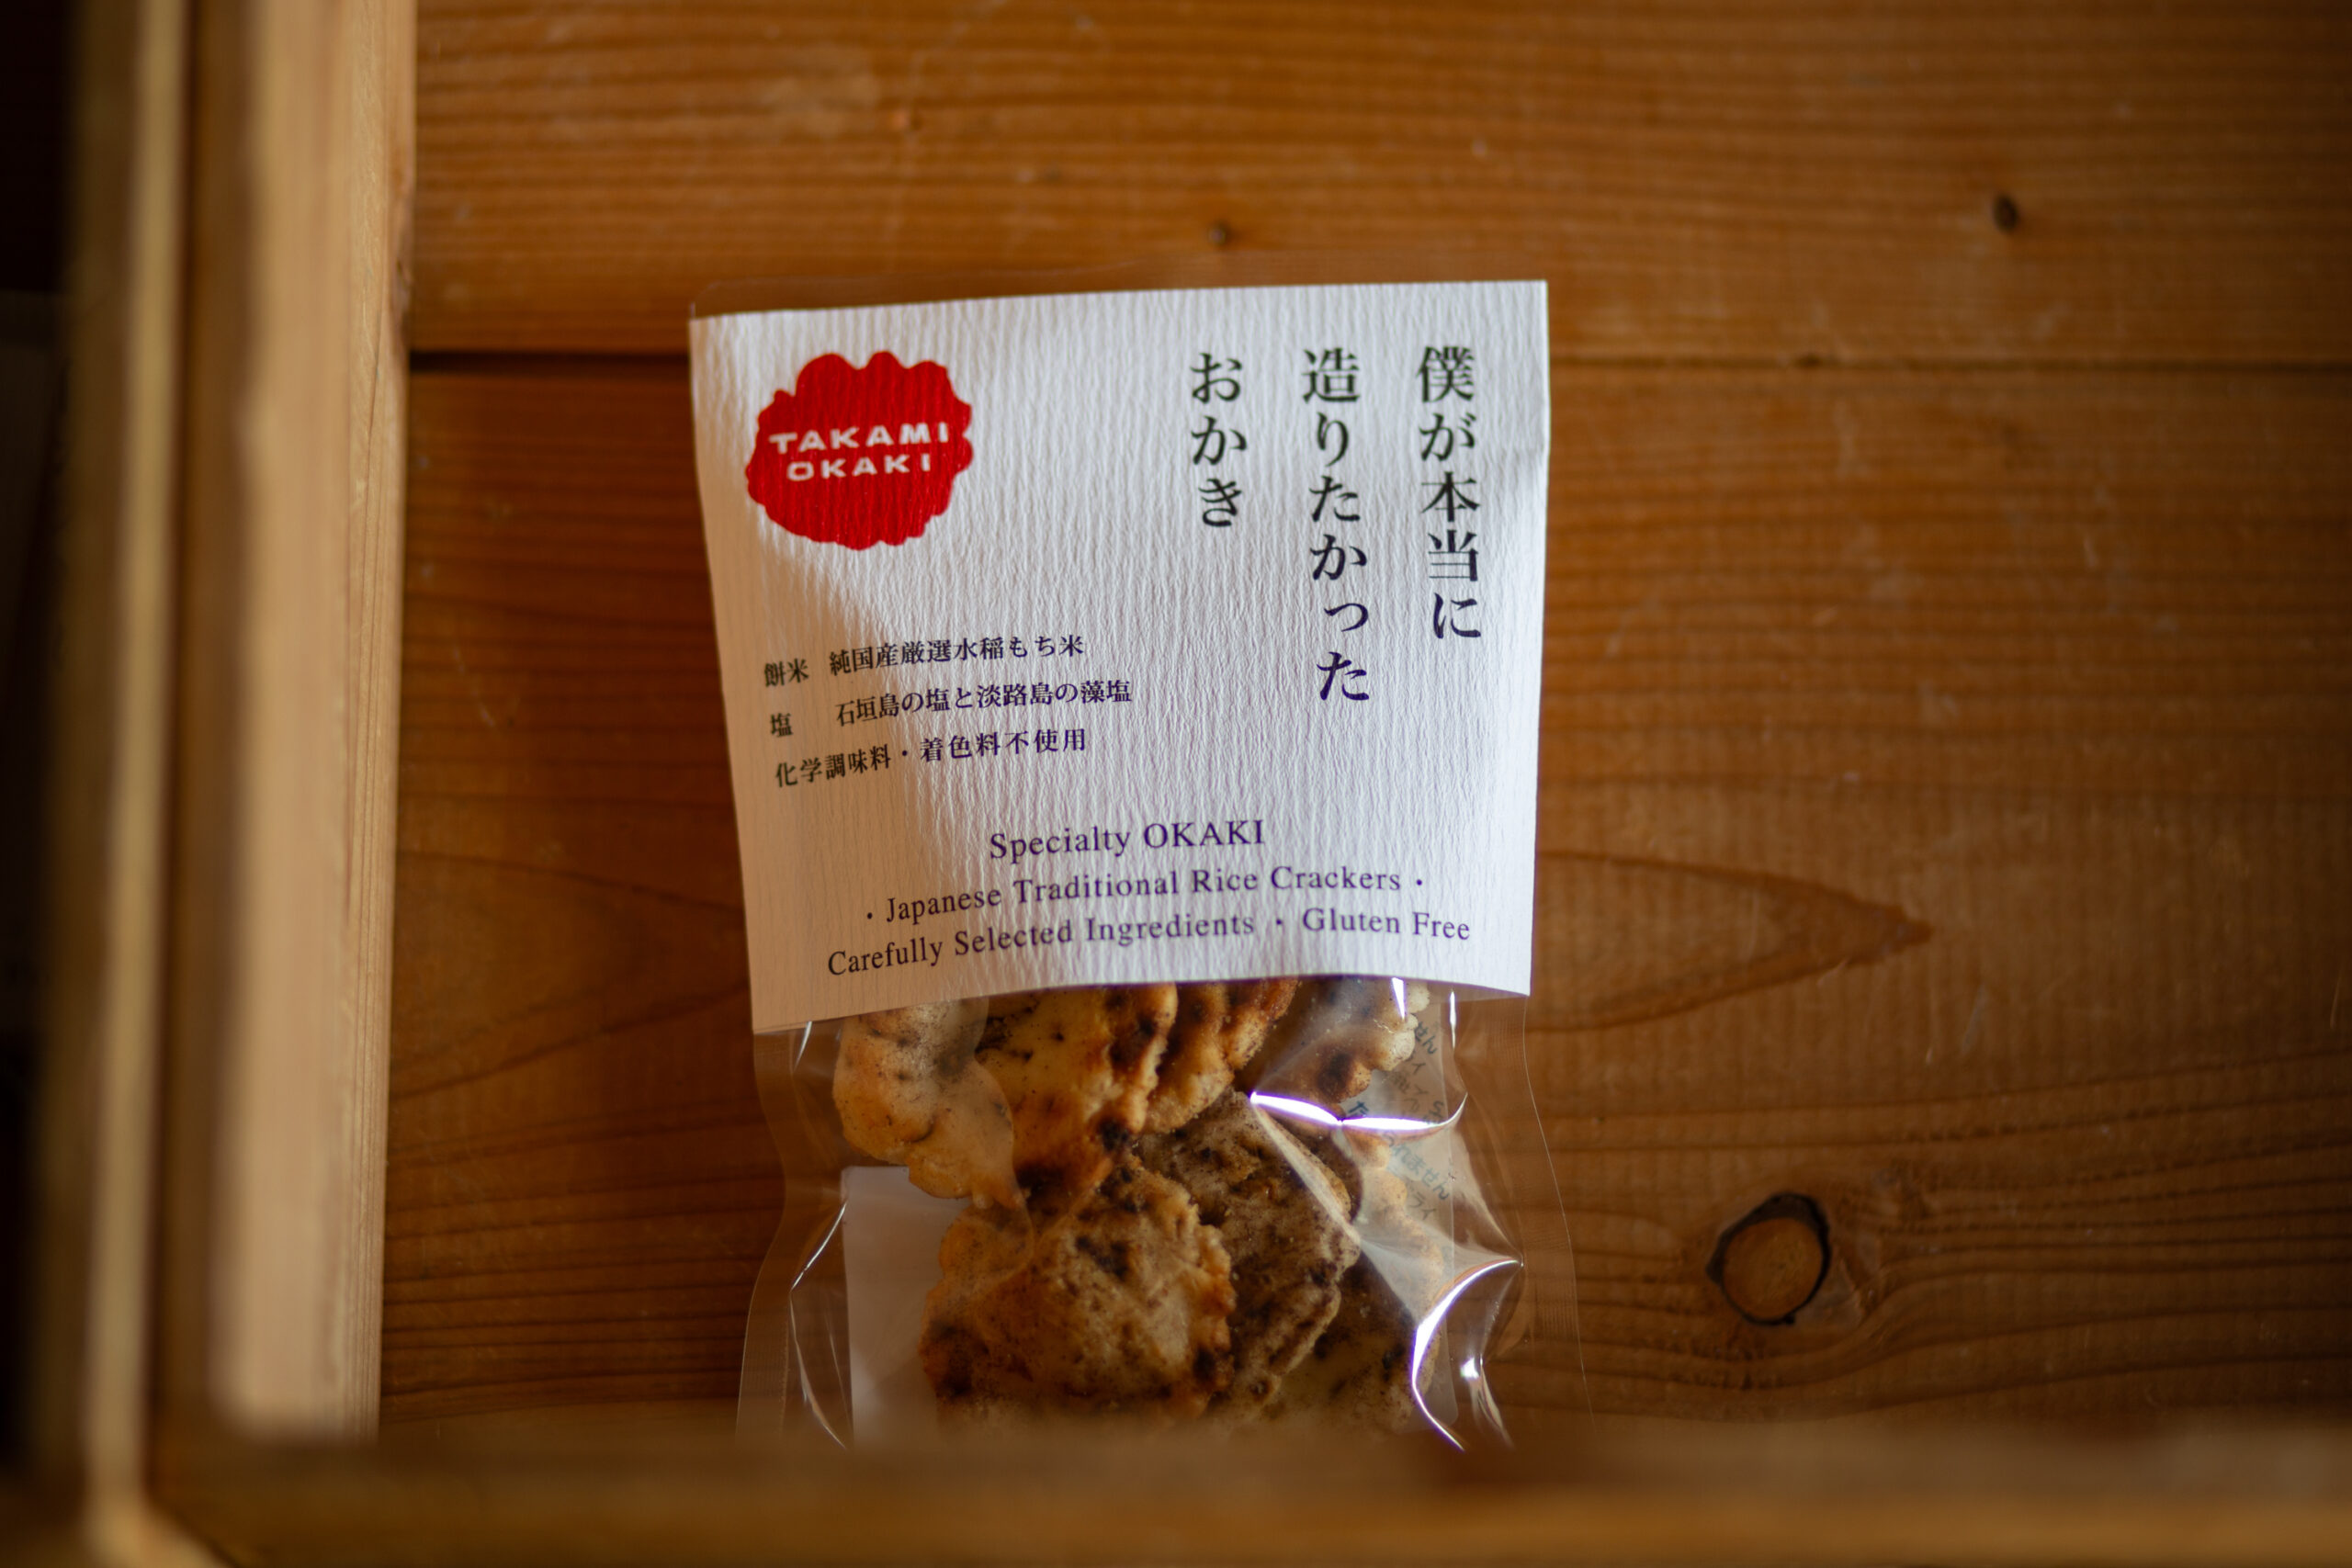 TAKAMI
OKAKI
僕が本当に
造りたかった
おかき
餅米 純国産厳選水稲もち米
塩 石垣島の塩と淡路島の藻塩
化学調味料・着色料不使用
Specialty OKAKI
・Japanese Traditional Rice Crackers・
Carefully Selected Ingredients ・ Gluten Free